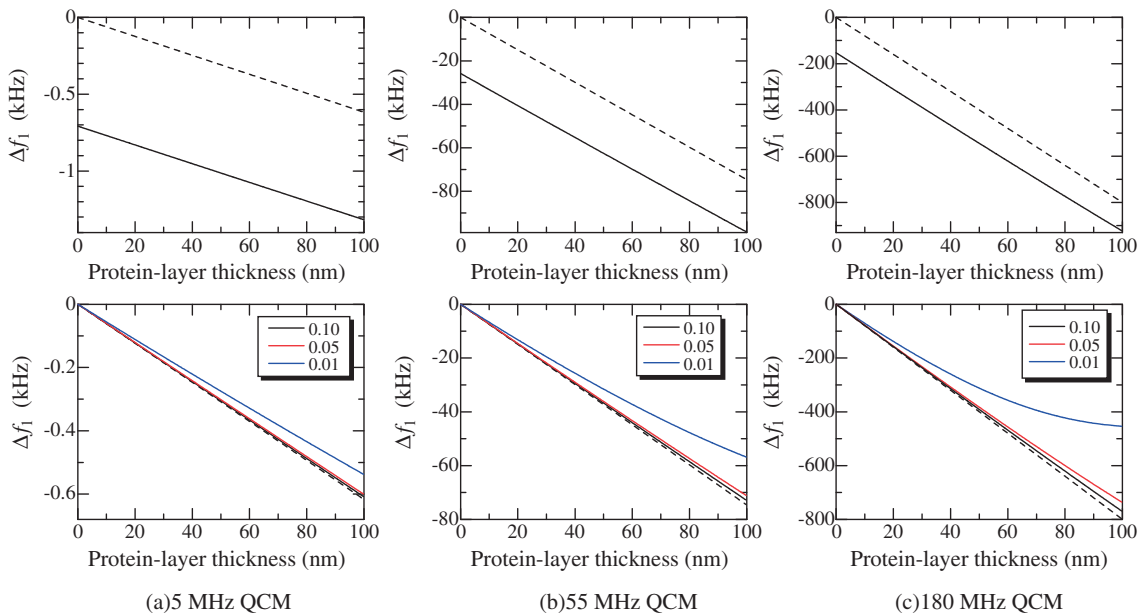 0
-0.5
-1
Δf1 (kHz)
0 20 40 60 80 100
Protein-layer thickness (nm)
0
-20
-40
-60
-80
Δf1 (kHz)
0 20 40 60 80 100
Protein-layer thickness (nm)
0
-200
-400
-600
-800
Δf1 (kHz)
0 20 40 60 80 100
Protein-layer thickness (nm)
0
-0.2
-0.4
-0.6
Δf1 (kHz)
0.10
0.05
0.01
0 20 40 60 80 100
Protein-layer thickness (nm)
(a)5 MHz QCM
0
-20
-40
-60
-80
Δf1 (kHz)
0.10
0.05
0.01
0 20 40 60 80 100
Protein-layer thickness (nm)
(b)55 MHz QCM
0
-200
-400
-600
-800
Δf1 (kHz)
0.10
0.05
0.01
0 20 40 60 80 100
Protein-layer thickness (nm)
(c)180 MHz QCM